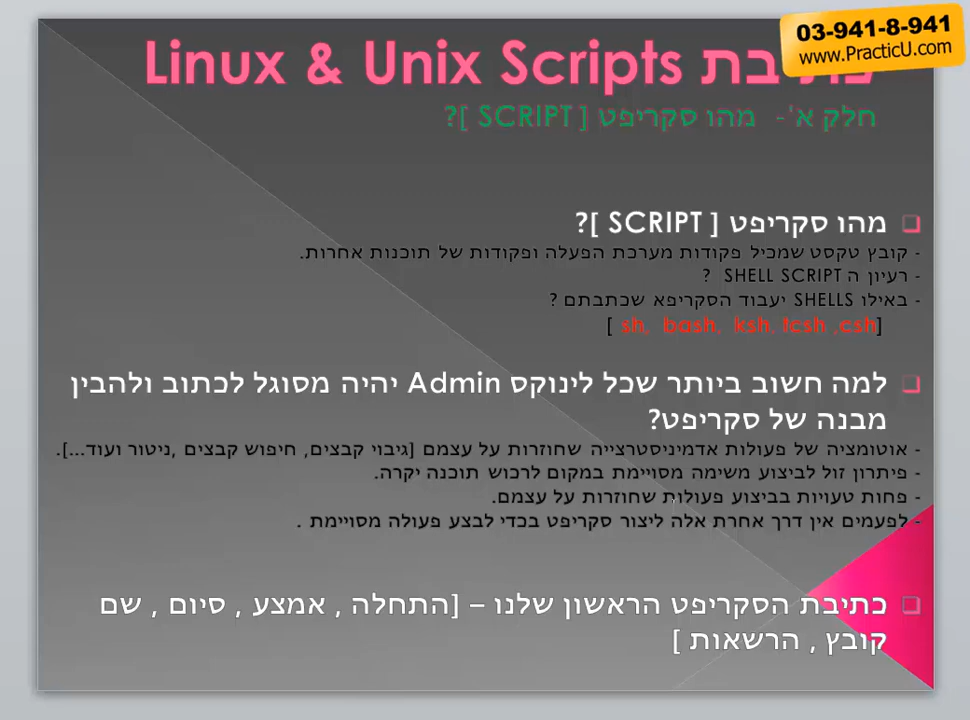 03-941-8-941
www.PracticU.com
Linux & Unix Scripts
חלק א'- מהו סקריפט [ SCRIPT ]?
מהו סקריפט [ SCRIPT ]?
- קובץ טקסט שמכיל פקודות מערכת הפעלה ופקודות של תוכנות אחרות.
- רעיון ה SHELL SCRIPT ?
- באילו SHELLS יעבוד הסקריפא שכתבתם ?
[ sh, bash, ksh, tcsh ,csh]
למה חשוב ביותר שכל לינוקס Admin יהיה מסוגל לכתוב ולהבין
מבנה של סקריפט?
- אוטומציה של פעולות אדמיניסטרצייה שחוזרות על עצמם [גיבוי קבצים, חיפוש קבצים ,ניטור ועוד...].
- פיתרון זול לביצוע משימה מסויימת במקום לרכוש תוכנה יקרה.
- פחות טעויות בביצוע פעולות שחוזרות על עצמם.
- לפעמים אין דרך אחרת אלה ליצור סקריפט בכדי לבצע פעולה מסויימת .
כתיבת הסקריפט הראשון שלנו – [התחלה , אמצע , סיום , שם
קובץ , הרשאות ]